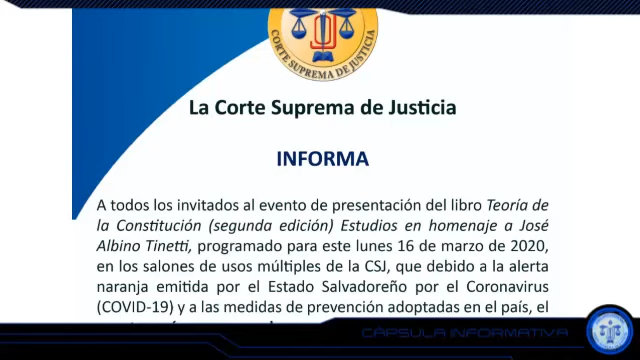 CORTE SUPREMA DE JUSTICIA
La Corte Suprema de Justicia
INFORMA
A todos los invitados al evento de presentación del libro Teoría de
la Constitución (segunda edición) Estudios en homenaje a José
Albino Tinetti, programado para este lunes 16 de marzo de 2020,
en los salones de usos múltiples de la CSJ, que debido a la alerta
naranja emitida por el Estado Salvadoreño por el Coronavirus
(COVID-19) y a las medidas de prevención adoptadas en el país, el
CÁPSULA INFORMATIVA